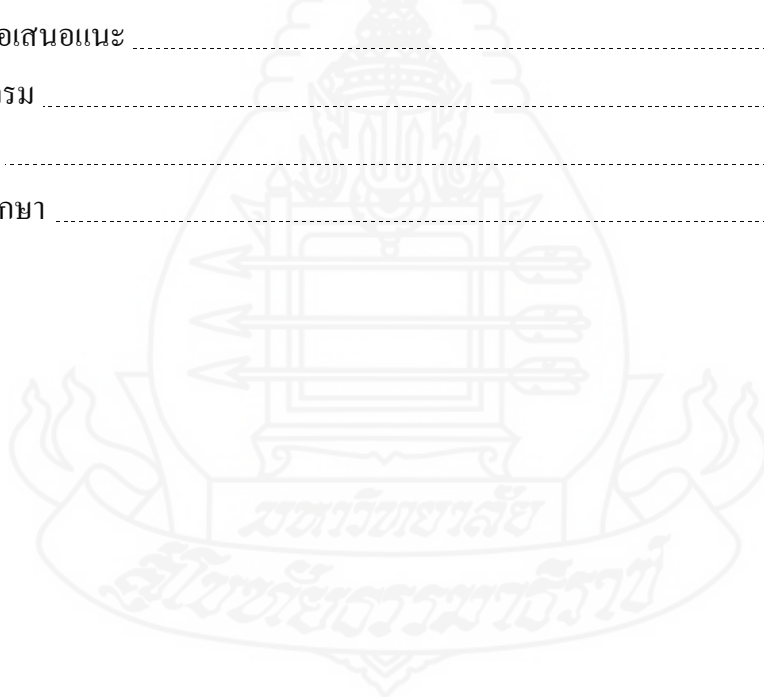 อเสนอแนะ
รรม
กษา
มหาวิทยาลัย
สุโขทัยธรรมาธิราช